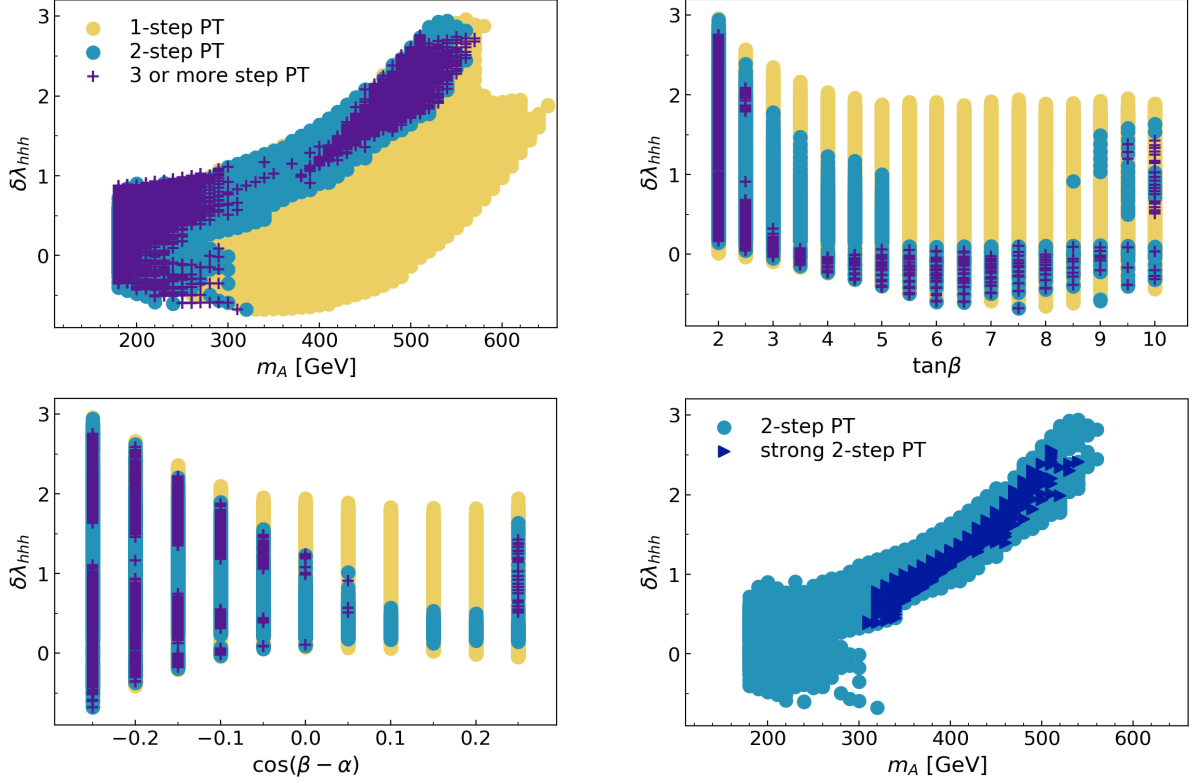 1-step PT
2-step PT
3 or more step PT
δλhhh
3
2
1
0
200 300 400 500 600
mA [GeV]
δλhhh
3
2
1
0
2 3 4 5 6 7 8 9 10
tanβ
δλhhh
3
2
1
0
−0.2 −0.1 0.0 0.1 0.2
cos(β − α)
2-step PT
strong 2-step PT
δλhhh
3
2
1
0
200 300 400 500 600
mA [GeV]